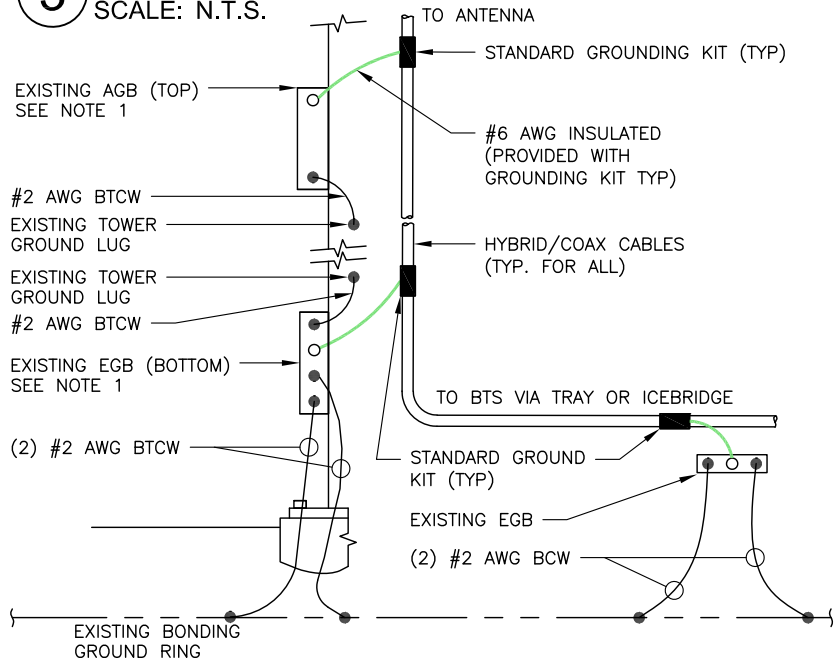 SCALE: N.T.S.
TO ANTENNA
STANDARD GROUNDING KIT (TYP)
EXISTING AGB (TOP)
SEE NOTE 1
#6 AWG INSULATED
(PROVIDED WITH
GROUNDING KIT TYP)
#2 AWG BTCW
EXISTING TOWER
GROUND LUG
HYBRID/COAX CABLES
(TYP. FOR ALL)
EXISTING TOWER
GROUND LUG
#2 AWG BTCW
EXISTING EGB (BOTTOM)
SEE NOTE 1
TO BTS VIA TRAY OR ICEBRIDGE
(2) #2 AWG BTCW
STANDARD GROUND
KIT (TYP)
EXISTING EGB
(2) #2 AWG BCW
EXISTING BONDING
GROUND RING